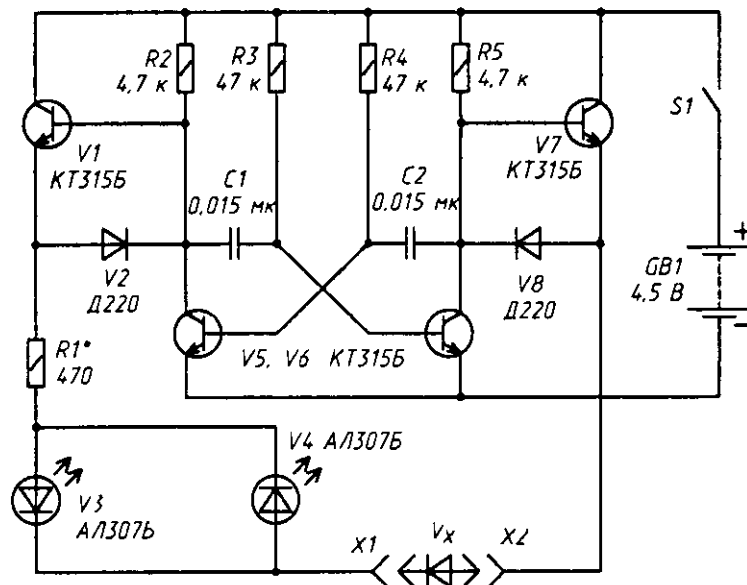 R2
4,7 к
R3
47 к
R4
47 к
R5
4,7 к
S1
V1
КТ315Б
V7
КТ315Б
C1
0,015 мк
C2
0,015 мк
+
GB1
4,5 В
−
V2
Д220
V8
Д220
V5, V6 КТ315Б
R1*
470
V4 АЛ307Б
V3
АЛ307Б
X1
Vx
X2